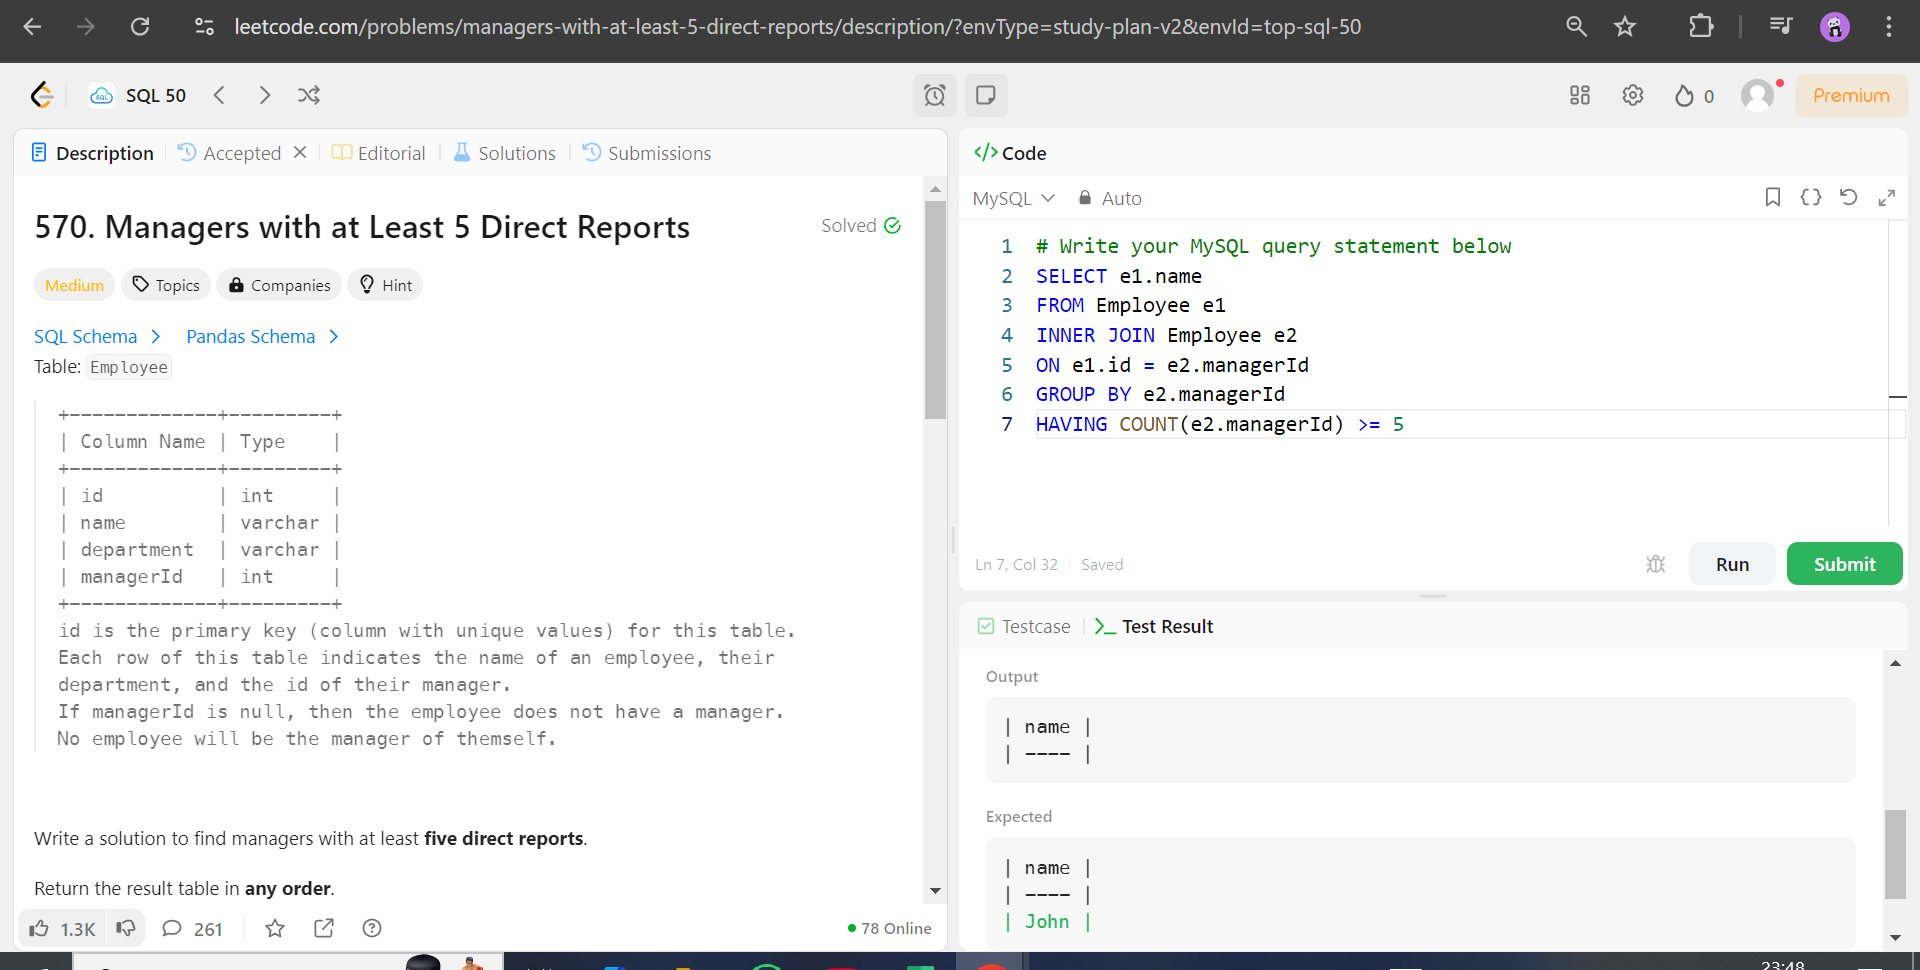 leetcode.com/problems/managers-with-at-least-5-direct-reports/description/?envType=study-plan-v2&envId=top-sql-50
SQL 50
0
Premium
Description
Accepted
Editorial
Solutions
Submissions
570. Managers with at Least 5 Direct Reports
Solved
Medium
Topics
Companies
Hint
SQL Schema
Pandas Schema
Table: Employee
+-------------+---------+
| Column Name | Type    |
+-------------+---------+
| id          | int     |
| name        | varchar |
| department  | varchar |
| managerId   | int     |
+-------------+---------+
id is the primary key (column with unique values) for this table.
Each row of this table indicates the name of an employee, their
department, and the id of their manager.
If managerId is null, then the employee does not have a manager.
No employee will be the manager of themself.
Write a solution to find managers with at least five direct reports.
Return the result table in any order.
1.3K
261
78 Online
</> Code
MySQL
Auto
1 # Write your MySQL query statement below
2 SELECT e1.name
3 FROM Employee e1
4 INNER JOIN Employee e2
5 ON e1.id = e2.managerId
6 GROUP BY e2.managerId
7 HAVING COUNT(e2.managerId) >= 5
Ln 7, Col 32
Saved
Run
Submit
Testcase
Test Result
Output
| name |
| ---- |
Expected
| name |
| ---- |
| John |
23:48